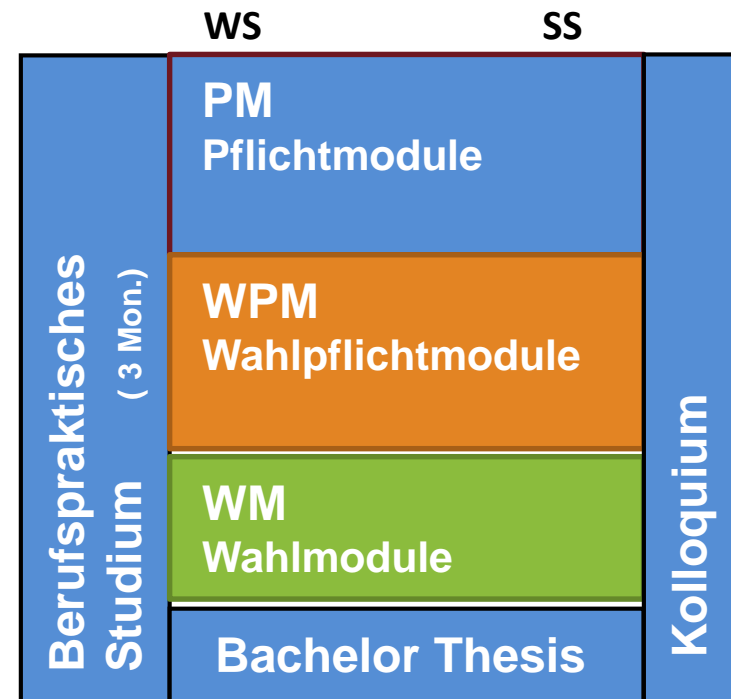 WS SS
Berufspraktisches
Studium ( 3 Mon.)
PM
Pflichtmodule
WPM
Wahlpflichtmodule
WM
Wahlmodule
Bachelor Thesis
Kolloquium